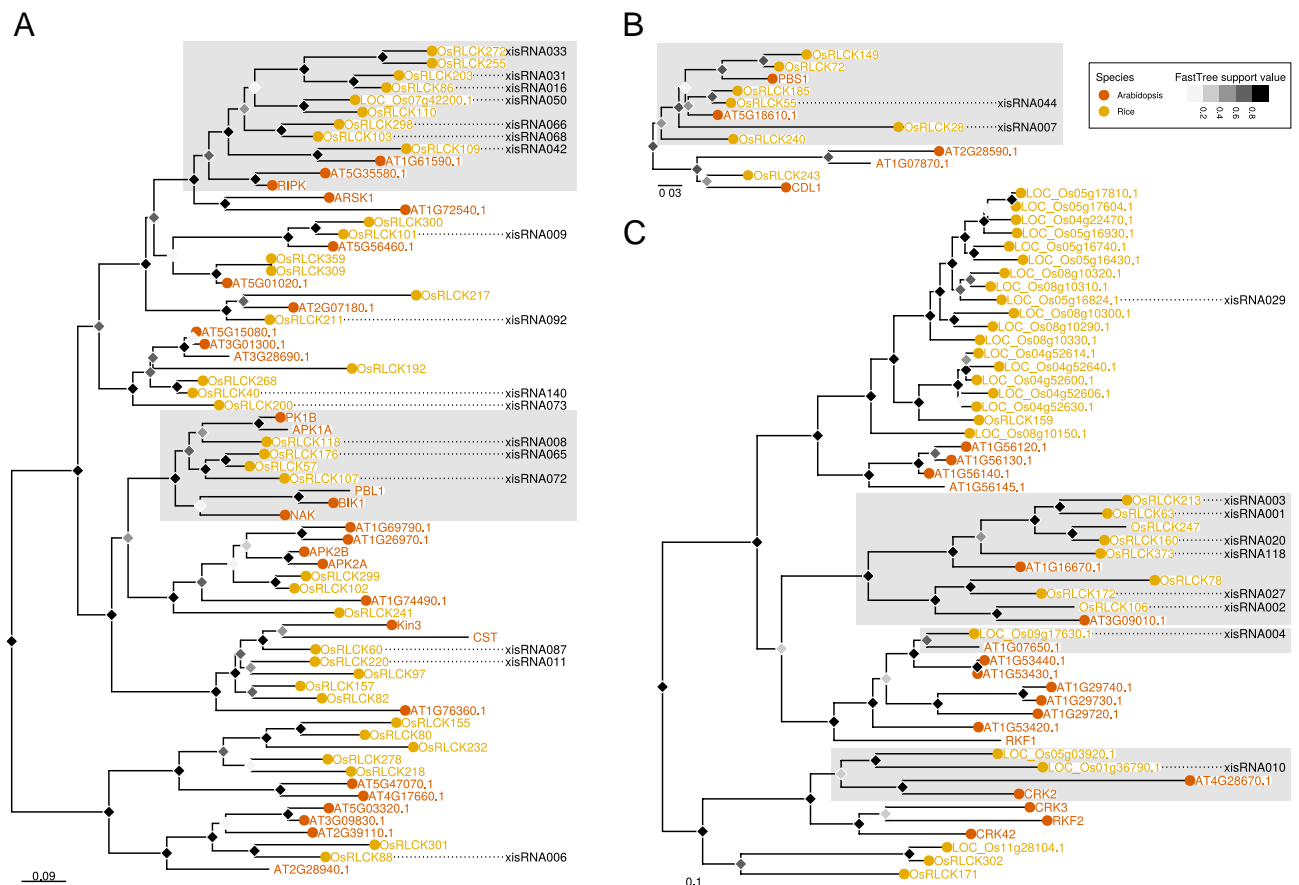 A
OsRLCK272 xisRNA033
OsRLCK255
OsRLCK203 xisRNA031
OsRLCK86 xisRNA016
LOC_Os07g42200.1 xisRNA050
OsRLCK110
OsRLCK298 xisRNA066
OsRLCK103 xisRNA068
OsRLCK109 xisRNA042
AT1G61590.1
AT5G35580.1
RIPK
ARSK1
AT1G72540.1
OsRLCK300
OsRLCK101 xisRNA009
AT5G56460.1
OsRLCK359
OsRLCK309
AT5G01020.1
OsRLCK217
AT2G07180.1
OsRLCK211 xisRNA092
AT5G15080.1
AT3G01300.1
AT3G28690.1
OsRLCK192
OsRLCK268
OsRLCK40 xisRNA140
OsRLCK200 xisRNA073
PK1B
APK1A
OsRLCK118 xisRNA008
OsRLCK176 xisRNA065
OsRLCK57
OsRLCK107 xisRNA072
PBL1
BIK1
NAK
AT1G69790.1
AT1G26970.1
APK2B
APK2A
OsRLCK299
OsRLCK102
AT1G74490.1
OsRLCK241
Kin3
CST
OsRLCK60 xisRNA087
OsRLCK220 xisRNA011
OsRLCK97
OsRLCK157
OsRLCK82
AT1G76360.1
OsRLCK155
OsRLCK80
OsRLCK232
OsRLCK278
OsRLCK218
AT5G47070.1
AT4G17660.1
AT5G03320.1
AT3G09830.1
AT2G39110.1
OsRLCK301
OsRLCK88 xisRNA006
AT2G28940.1
0.09
B
OsRLCK149
OsRLCK72
PBS1
OsRLCK185
OsRLCK55 xisRNA044
AT5G18610.1
OsRLCK28 xisRNA007
OsRLCK240
AT2G28590.1
AT1G07870.1
OsRLCK243
CDL1
0 03
Species
Arabidopsis
Rice
FastTree support value
0.2 0.4 0.6 0.8
C
LOC_Os05g17810.1
LOC_Os05g17604.1
LOC_Os04g22470.1
LOC_Os05g16930.1
LOC_Os05g16740.1
LOC_Os05g16430.1
LOC_Os08g10320.1
LOC_Os08g10310.1
LOC_Os05g16824.1 xisRNA029
LOC_Os08g10300.1
LOC_Os08g10290.1
LOC_Os08g10330.1
LOC_Os04g52614.1
LOC_Os04g52640.1
LOC_Os04g52600.1
LOC_Os04g52606.1
LOC_Os04g52630.1
OsRLCK159
LOC_Os08g10150.1
AT1G56120.1
AT1G56130.1
AT1G56140.1
AT1G56145.1
OsRLCK213 xisRNA003
OsRLCK63 xisRNA001
OsRLCK247
OsRLCK160 xisRNA020
OsRLCK373 xisRNA118
AT1G16670.1
OsRLCK78
OsRLCK172 xisRNA027
OsRLCK106 xisRNA002
AT3G09010.1
LOC_Os09g17630.1 xisRNA004
AT1G07650.1
AT1G53440.1
AT1G53430.1
AT1G29740.1
AT1G29730.1
AT1G29720.1
AT1G53420.1
RKF1
LOC_Os05g03920.1
LOC_Os01g36790.1 xisRNA010
AT4G28670.1
CRK2
CRK3
RKF2
CRK42
LOC_Os11g28104.1
OsRLCK302
OsRLCK171
0.1